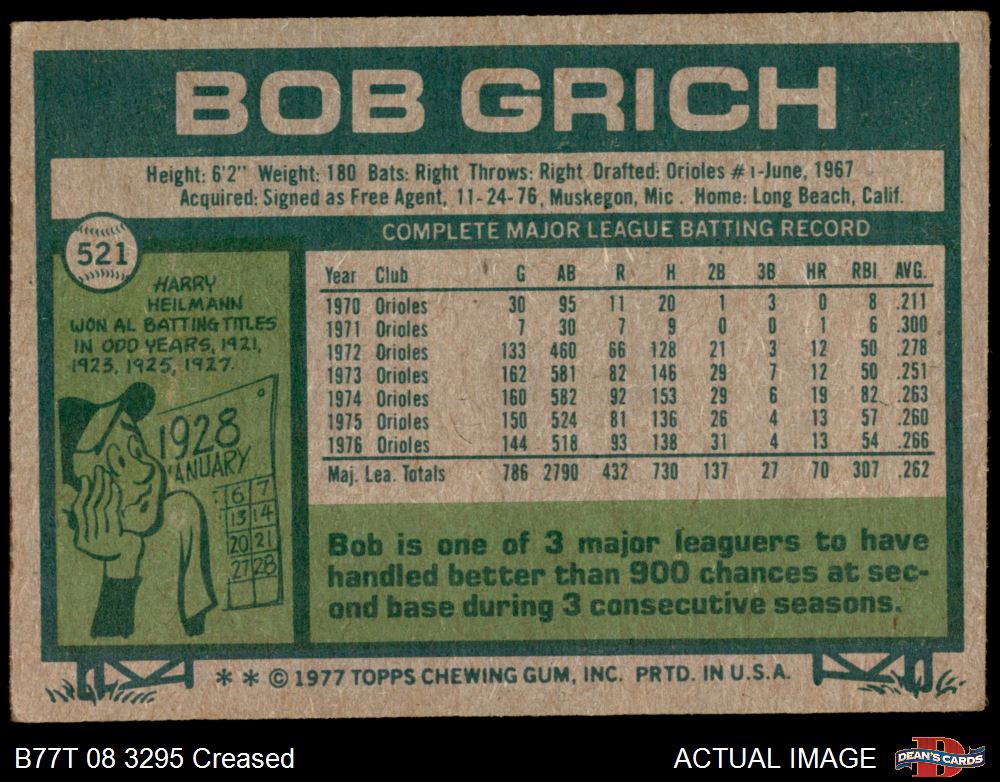 BOB GRICH
Height: 6'2" Weight: 180 Bats: Right Throws: Right Drafted: Orioles #1-June, 1967
Acquired: Signed as Free Agent, 11-24-76, Muskegon, Mic. Home: Long Beach, Calif.
521
HARRY
HEILMANN
WON AL BATTING TITLES
IN ODD YEARS, 1921,
1923, 1925, 1927.
1928
ANUARY
6 7
13 14
20 21
27 28
COMPLETE MAJOR LEAGUE BATTING RECORD
Year Club G AB R H 2B 3B HR RBI AVG.
1970 Orioles 30 95 11 20 1 3 0 8 .211
1971 Orioles 7 30 7 9 0 0 1 6 .300
1972 Orioles 133 460 66 128 21 3 12 50 .278
1973 Orioles 162 581 82 146 29 7 12 50 .251
1974 Orioles 160 582 92 153 29 6 19 82 .263
1975 Orioles 150 524 81 136 26 4 13 57 .260
1976 Orioles 144 518 93 138 31 4 13 54 .266
Maj. Lea. Totals 786 2790 432 730 137 27 70 307 .262
Bob is one of 3 major leaguers to have
handled better than 900 chances at sec-
ond base during 3 consecutive seasons.
* * © 1977 TOPPS CHEWING GUM, INC. PRTD. IN U.S.A.
B77T 08 3295 Creased
ACTUAL IMAGE
D
DEAN'S CARDS